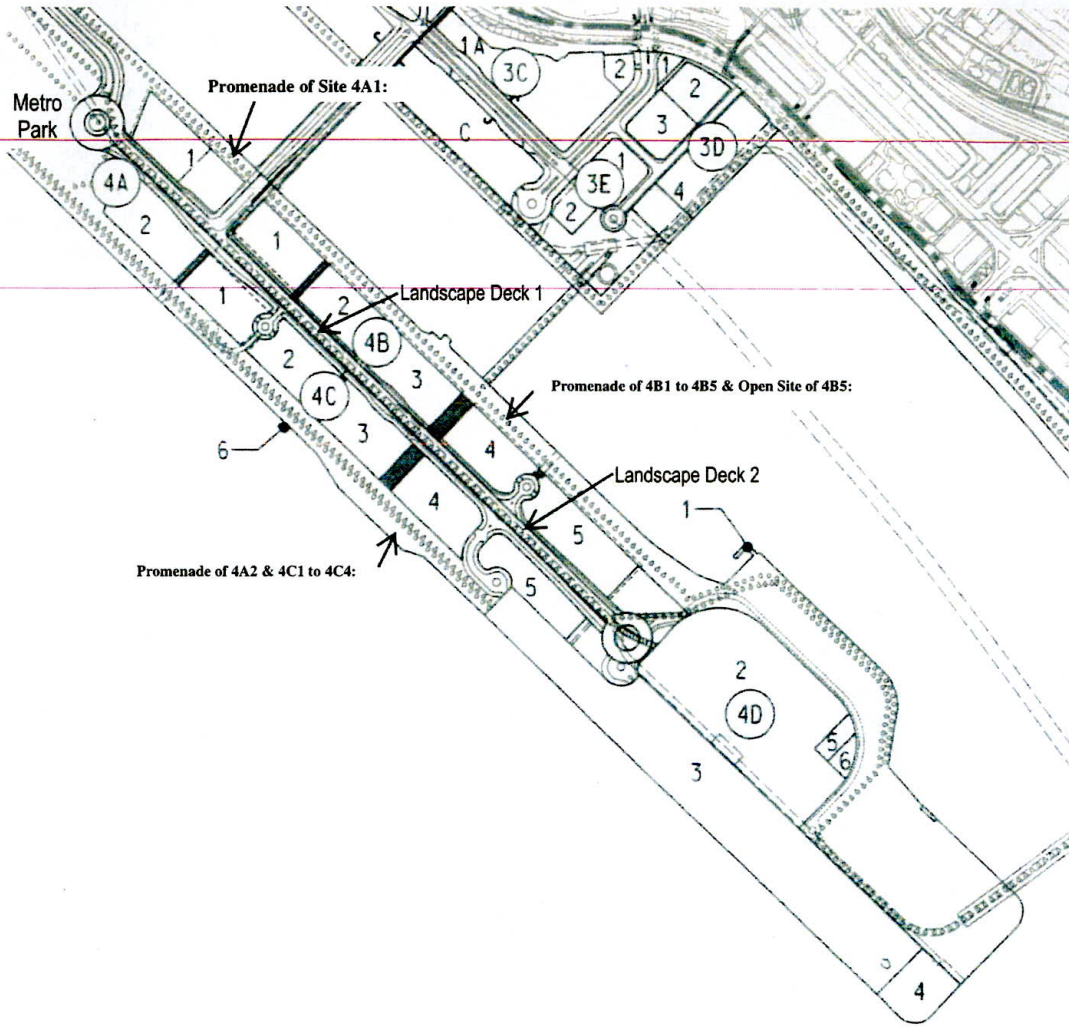 1A
3C
2
1
2
3
3D
C
1
3E
4
2
Promenade of Site 4A1:
Metro
Park
1
4A
2
1
1
2
Landscape Deck 1
4B
2
3
4C
Promenade of 4B1 to 4B5 & Open Site of 4B5:
3
4
6
Landscape Deck 2
4
5
1
Promenade of 4A2 & 4C1 to 4C4:
5
2
4D
5
6
3
4